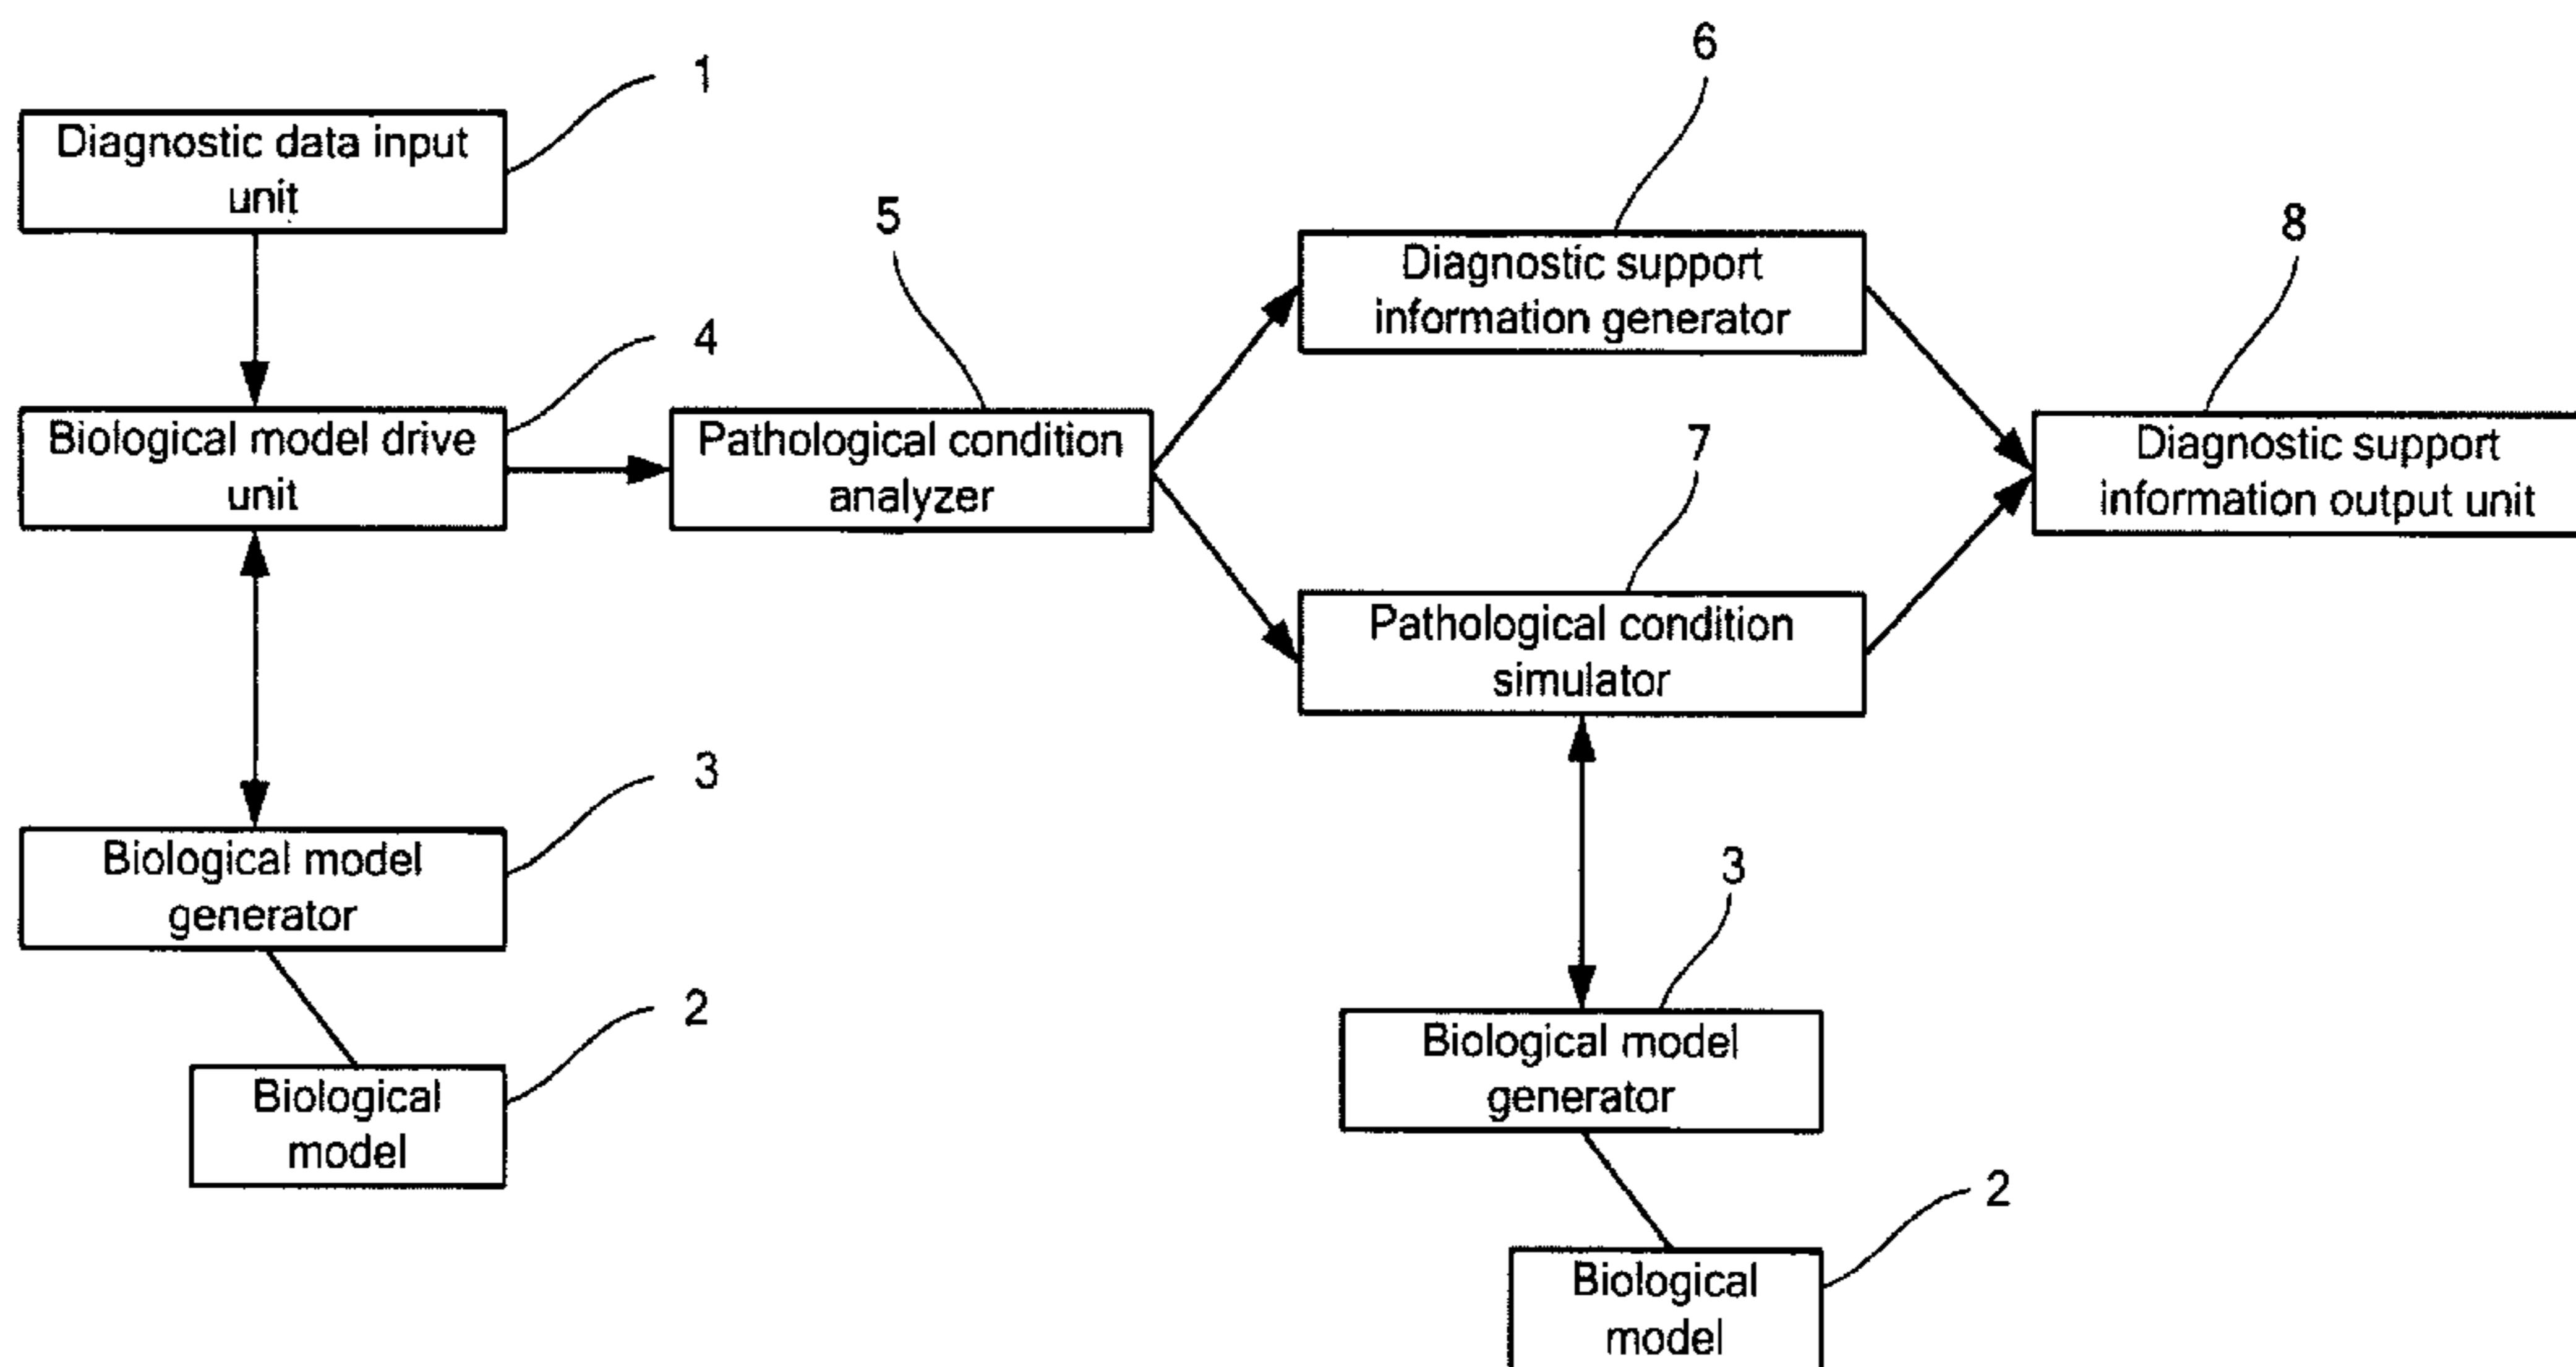 1
Diagnostic data input
unit
4
Biological model drive
unit
3
Biological model
generator
2
Biological
model
5
Pathological condition
analyzer
6
Diagnostic support
information generator
7
Pathological condition
simulator
3
Biological model
generator
2
Biological
model
8
Diagnostic support
information output unit